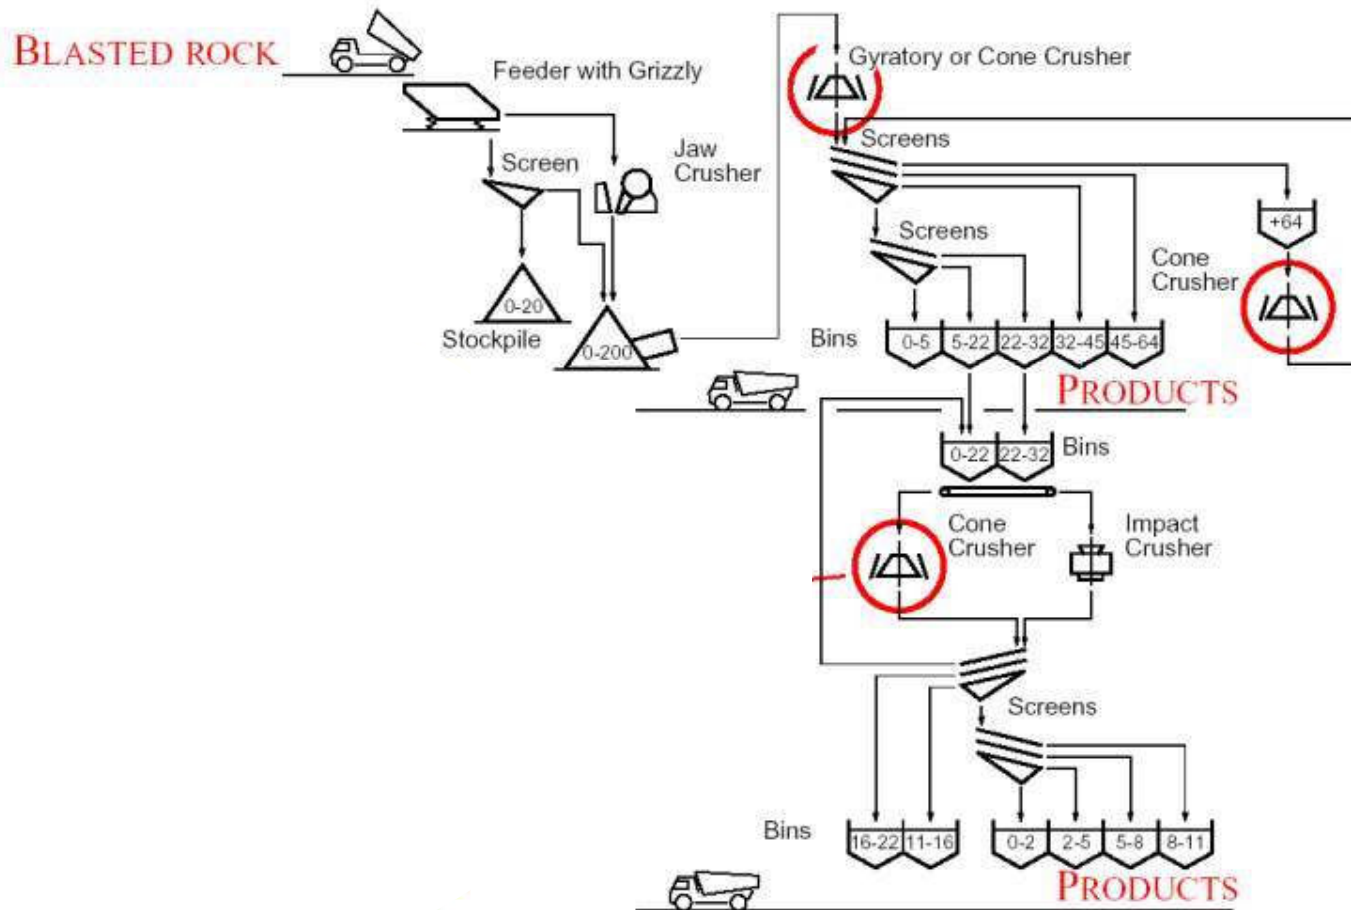 BLASTED ROCK
Feeder with Grizzly
Gyratory or Cone Crusher
Screen
Jaw
Crusher
Screens
+64
Screens
Cone
Crusher
0-20
Stockpile
0-200
Bins
0-5 5-22 22-32 32-45 45-64
PRODUCTS
0-22 22-32
Bins
Cone
Crusher
Impact
Crusher
Screens
Bins
16-22 11-16 0-2 2-5 5-8 8-11
PRODUCTS